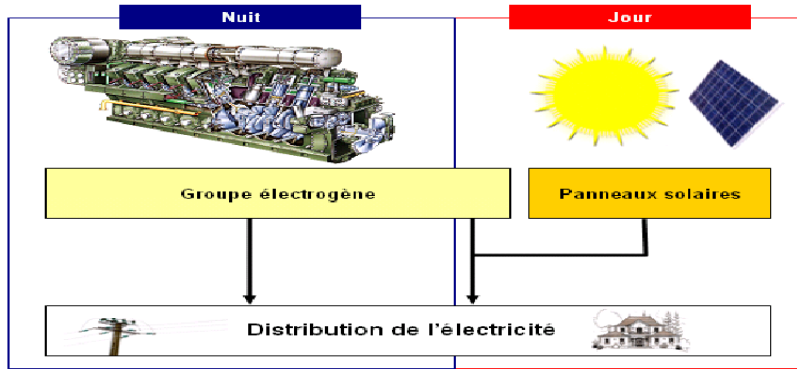 Nuit
Jour
Groupe électrogène
Panneaux solaires
Distribution de l'électricité